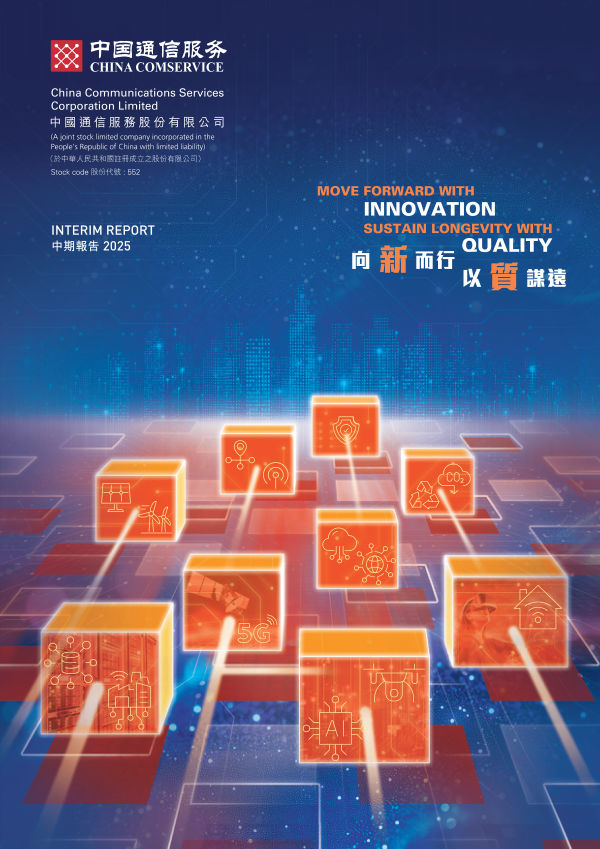 中国通信服务
CHINA COMSERVICE
China Communications Services
Corporation Limited
中國通信服務股份有限公司
(A joint stock limited company incorporated in the
People's Republic of China with limited liability)
(於中華人民共和國註冊成立之股份有限公司)
Stock code 股份代號 : 552
INTERIM REPORT
中期報告 2025
MOVE FORWARD WITH
INNOVATION
SUSTAIN LONGEVITY WITH
QUALITY
向新而行
以質謀遠
CO2
5G
AI